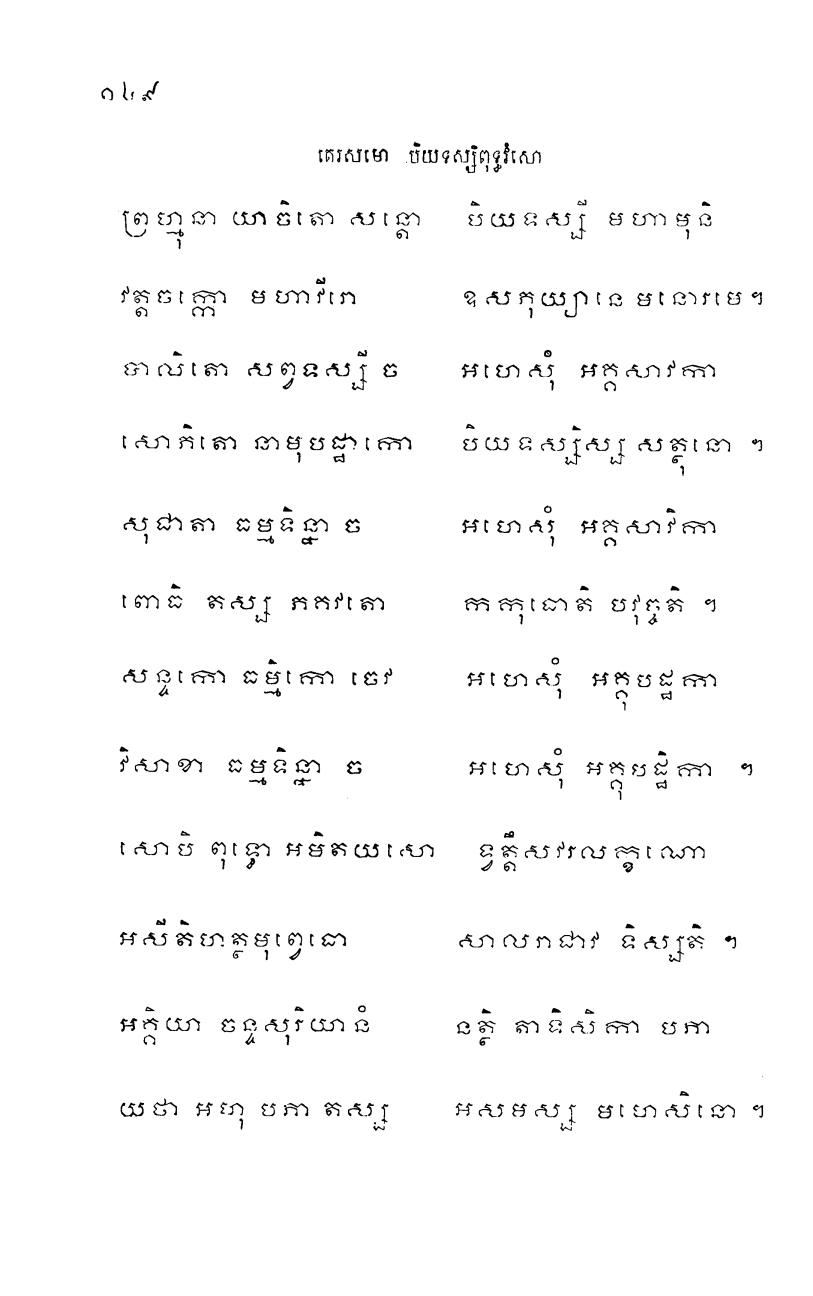 ១៤៩
តេរសមោ បិយទស្សិពុទ្ធវំសោ
ព្រហ្មុនា យាចិតោ សន្តោ បិយទស្សី មហាមុនិ
វត្តចក្កោ មហាវីរោ ឧសភុយ្យានេ មនោរមេ។
បាលិតោ សព្វទស្សី ច អហេសុំ អគ្គសាវកា
សោភិតោ នាមុបដ្ឋាកោ បិយទស្សិស្ស សត្ថុនោ ។
សុជាតា ធម្មទិន្នា ច អហេសុំ អគ្គសាវិកា
ពោធិ តស្ស ភគវតោ កកុធោតិ បវុច្ចតិ ។
សន្ទកោ ធម្មិកោ ចេវ អហេសុំ អគ្គុបដ្ឋកា
វិសាខា ធម្មទិន្នា ច អហេសុំ អគ្គុបដ្ឋិកា ។
សោបិ ពុទ្ធោ អមិតយសោ ទ្វត្តឹសវរលក្ខណោ
អសីតិហត្ថមុព្វេធោ សាលរាជាវ ទិស្សតិ ។
អគ្គិយា ចន្ទសុរិយានំ នត្ថិ តាទិសិកា បភា
យថា អហុ បភា តស្ស អសមស្ស មហេសិនោ ។